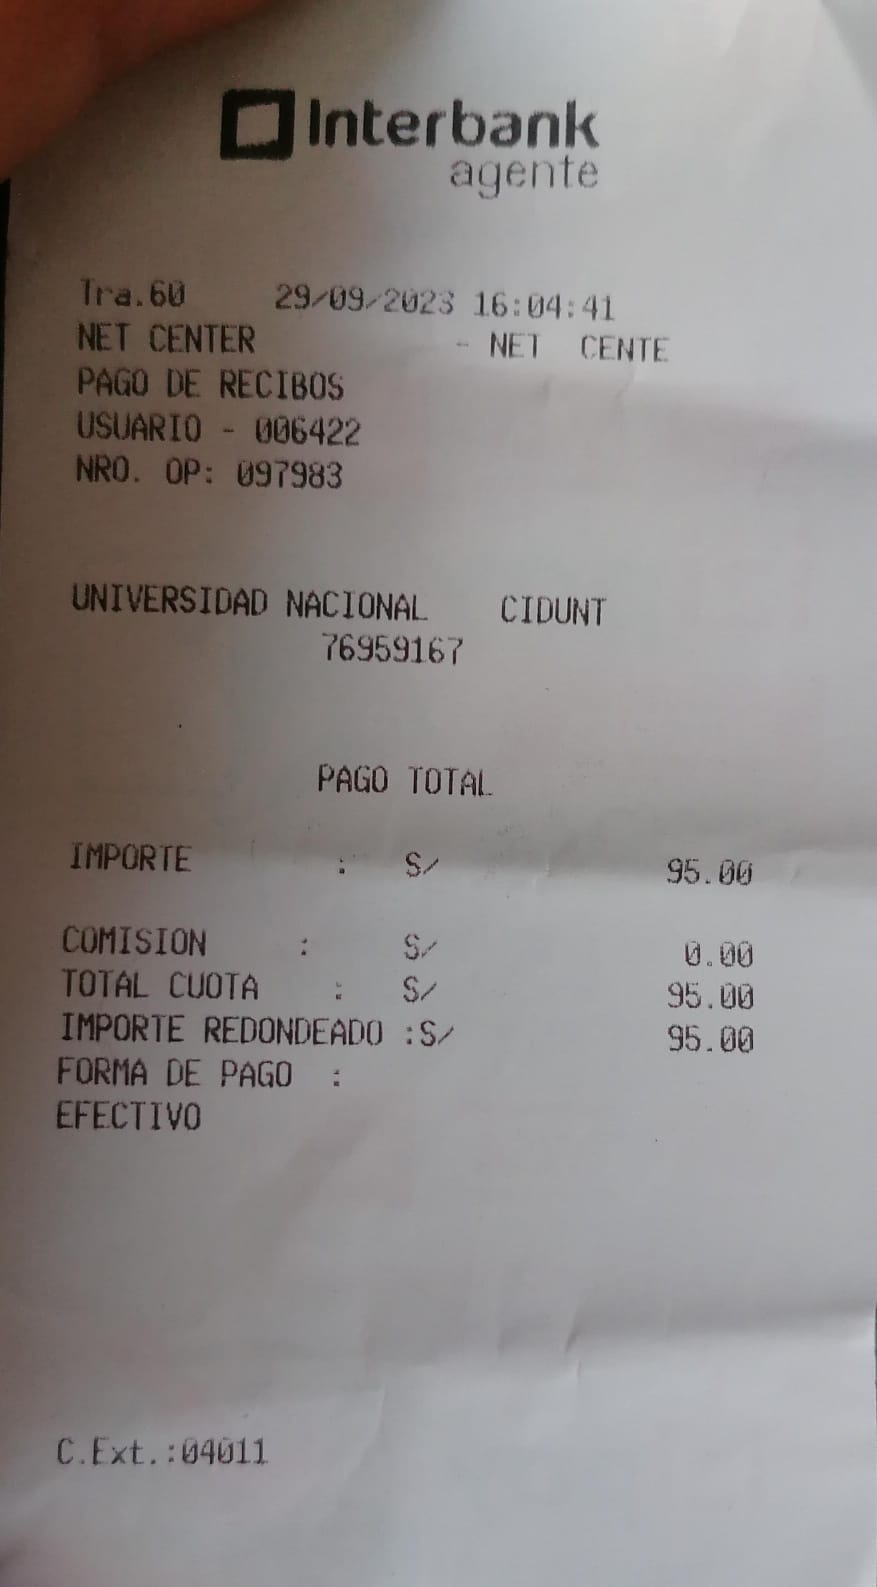 Interbank
agente
Tra.60 29/09/2023 16:04:41
NET CENTER - NET CENTE
PAGO DE RECIBOS
USUARIO - 006422
NRO. OP: 097983
UNIVERSIDAD NACIONAL CIDUNT
76959167
PAGO TOTAL
IMPORTE : S/ 95.00
COMISION : S/ 0.00
TOTAL CUOTA : S/ 95.00
IMPORTE REDONDEADO :S/ 95.00
FORMA DE PAGO :
EFECTIVO
C.Ext.:04011